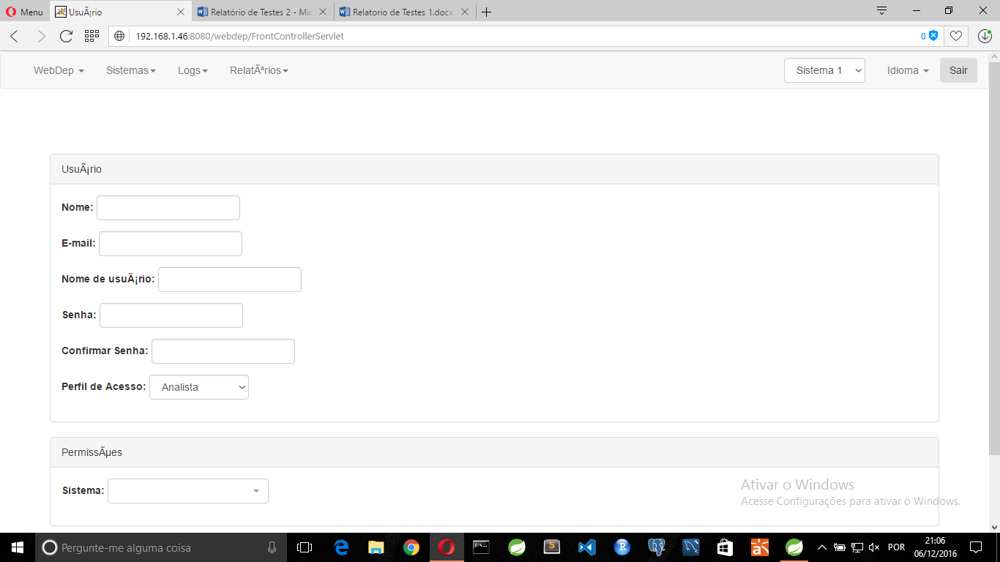 Menu
UsuÃ¡rio
Relatório de Testes 2 - Mic
Relatorio de Testes 1.docx
192.168.1.46:8080/webdep/FrontControllerServlet
0
WebDep
Sistemas
Logs
RelatÃ³rios
Sistema 1
Idioma
Sair
UsuÃ¡rio
Nome:
E-mail:
Nome de usuÃ¡rio:
Senha:
Confirmar Senha:
Perfil de Acesso: Analista
PermissÃµes
Sistema:
Ativar o Windows
Acesse Configurações para ativar o Windows.
Pergunte-me alguma coisa
POR
21:06
06/12/2016